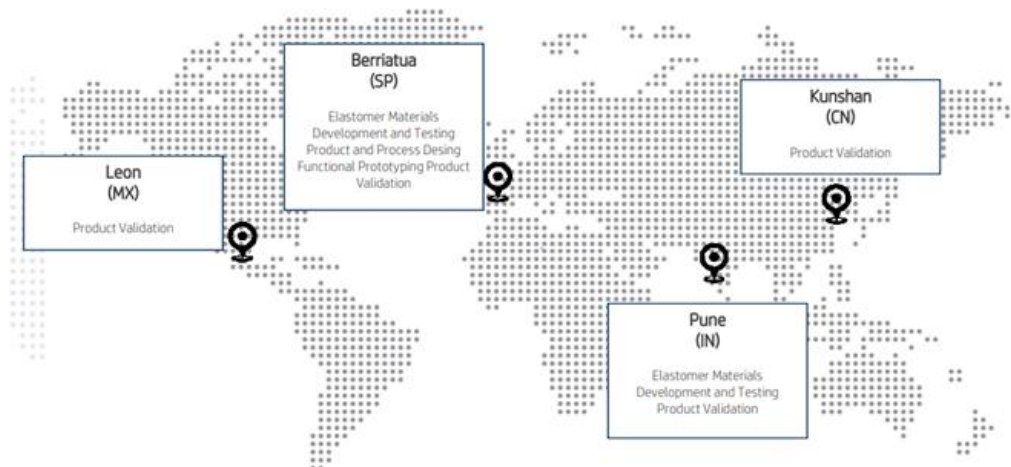 Berriatua
(SP)
Elastomer Materials
Development and Testing
Product and Process Desing
Functional Prototyping Product
Validation
Kunshan
(CN)
Product Validation
Leon
(MX)
Product Validation
Pune
(IN)
Elastomer Materials
Development and Testing
Product Validation